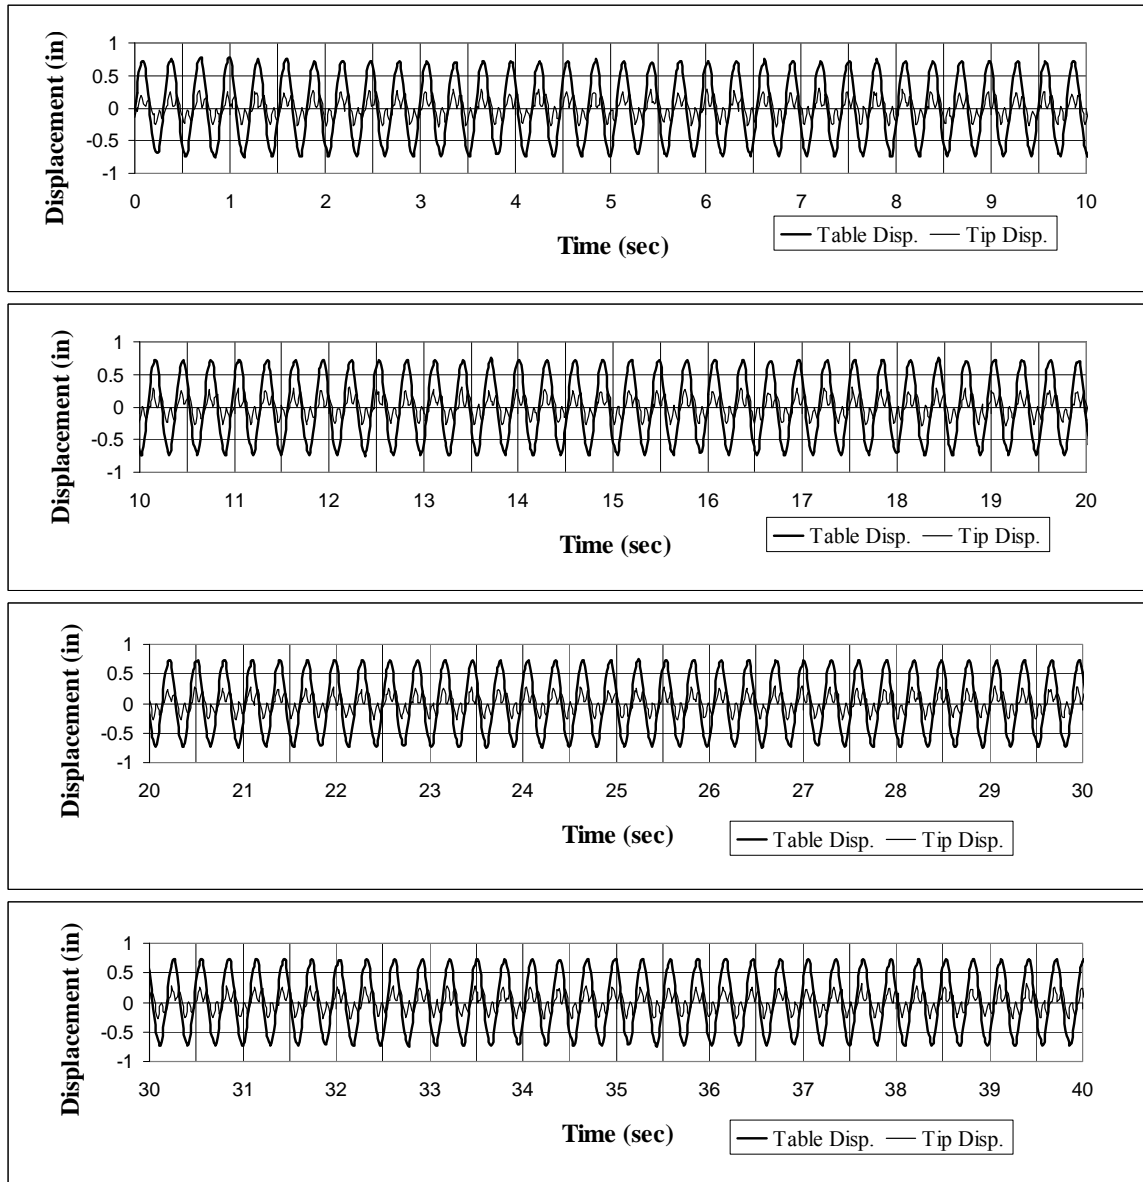 Displacement (in)
1
0.5
0
-0.5
-1
0 1 2 3 4 5 6 7 8 9 10
Time (sec)
Table Disp. Tip Disp.
Displacement (in)
1
0.5
0
-0.5
-1
10 11 12 13 14 15 16 17 18 19 20
Time (sec)
Table Disp. Tip Disp.
Displacement (in)
1
0.5
0
-0.5
-1
20 21 22 23 24 25 26 27 28 29 30
Time (sec)
Table Disp. Tip Disp.
Displacement (in)
1
0.5
0
-0.5
-1
30 31 32 33 34 35 36 37 38 39 40
Time (sec)
Table Disp. Tip Disp.